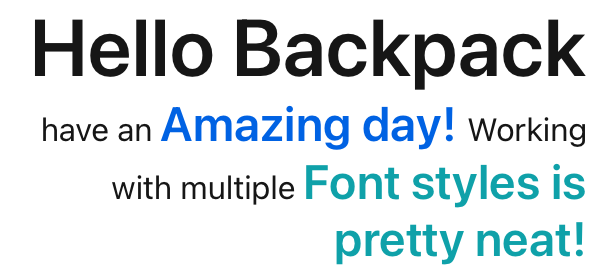 Hello Backpack
have an Amazing day! Working
with multiple Font styles is
pretty neat!